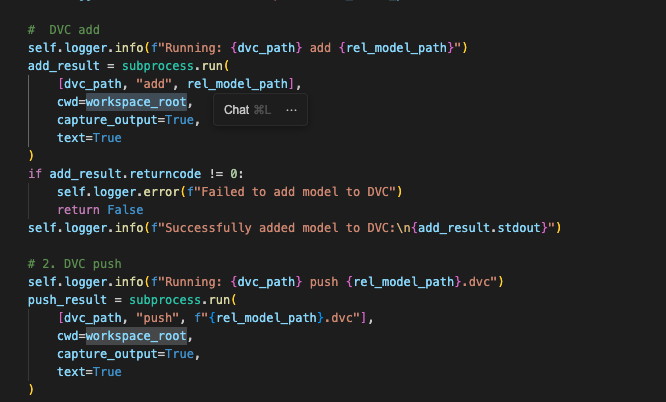 #  DVC add
self.logger.info(f"Running: {dvc_path} add {rel_model_path}")
add_result = subprocess.run(
    [dvc_path, "add", rel_model_path],
    cwd=workspace_root,
Chat ⌘L ···
    capture_output=True,
    text=True
)
if add_result.returncode != 0:
    self.logger.error(f"Failed to add model to DVC")
    return False
self.logger.info(f"Successfully added model to DVC:\n{add_result.stdout}")
# 2. DVC push
self.logger.info(f"Running: {dvc_path} push {rel_model_path}.dvc")
push_result = subprocess.run(
    [dvc_path, "push", f"{rel_model_path}.dvc"],
    cwd=workspace_root,
    capture_output=True,
    text=True
)